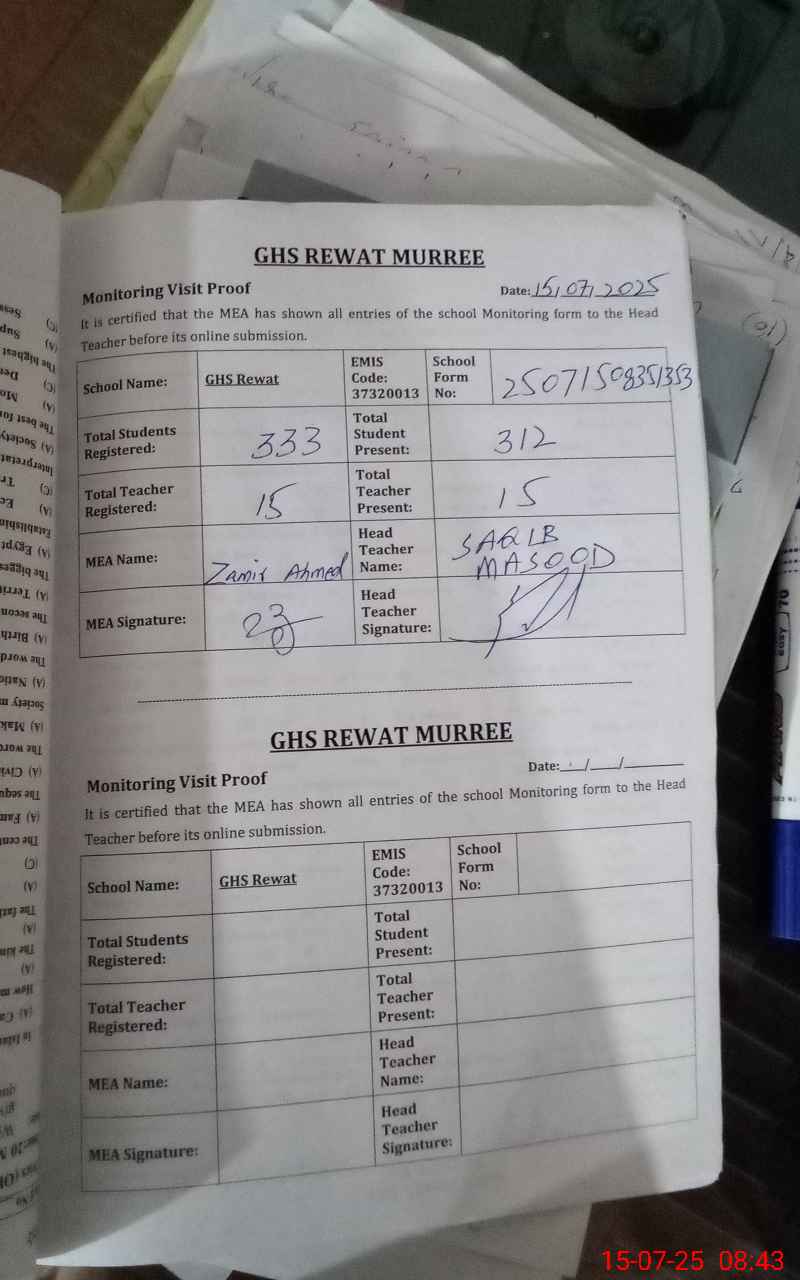 GHS REWAT MURREE
Monitoring Visit Proof
Date: 15/07/2025
It is certified that the MEA has shown all entries of the school Monitoring form to the Head
Teacher before its online submission.
School Name: GHS Rewat EMIS Code: 37320013 School Form No: 25071508351353
Total Students Registered: 333 Total Student Present: 312
Total Teacher Registered: 15 Total Teacher Present: 15
MEA Name: Zamir Ahmed Head Teacher Name: SAQIB MASOOD
MEA Signature: Head Teacher Signature:
GHS REWAT MURREE
Monitoring Visit Proof
Date:__/__/____
It is certified that the MEA has shown all entries of the school Monitoring form to the Head
Teacher before its online submission.
School Name: GHS Rewat EMIS Code: 37320013 School Form No:
Total Students Registered: Total Student Present:
Total Teacher Registered: Total Teacher Present:
MEA Name: Head Teacher Name:
MEA Signature: Head Teacher Signature:
15-07-25 08:43